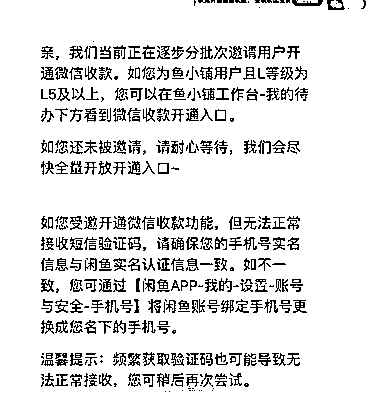 亲，我们当前正在逐步分批次邀请用户开
通微信收款。如您为鱼小铺用户且L等级为
L5及以上，您可以在鱼小铺工作台-我的待
办下方看到微信收款开通入口。
如您还未被邀请，请耐心等待，我们会尽
快全量开放开通入口~
如您受邀开通微信收款功能，但无法正常
接收短信验证码，请确保您的手机号实名
信息与闲鱼实名认证信息一致。如不一
致，您可通过【闲鱼APP-我的-设置-账号
与安全-手机号】将闲鱼账号绑定手机号更
换成您名下的手机号。
温馨提示：频繁获取验证码也可能导致无
法正常接收，您可稍后再次尝试。